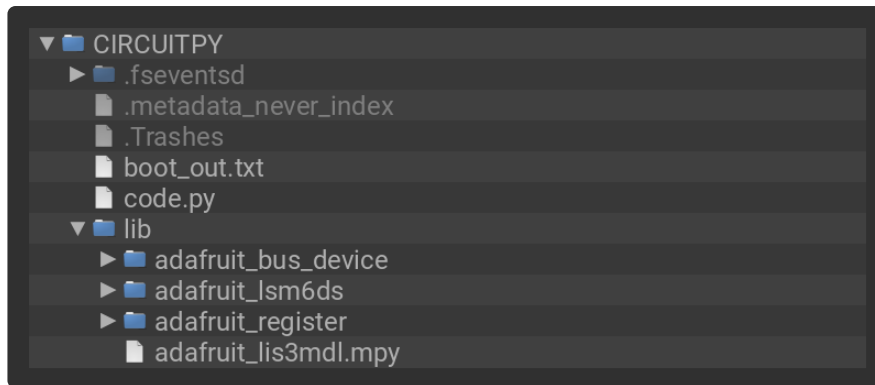 CIRCUITPY
.fseventsd
.metadata_never_index
.Trashes
boot_out.txt
code.py
lib
adafruit_bus_device
adafruit_lsm6ds
adafruit_register
adafruit_lis3mdl.mpy